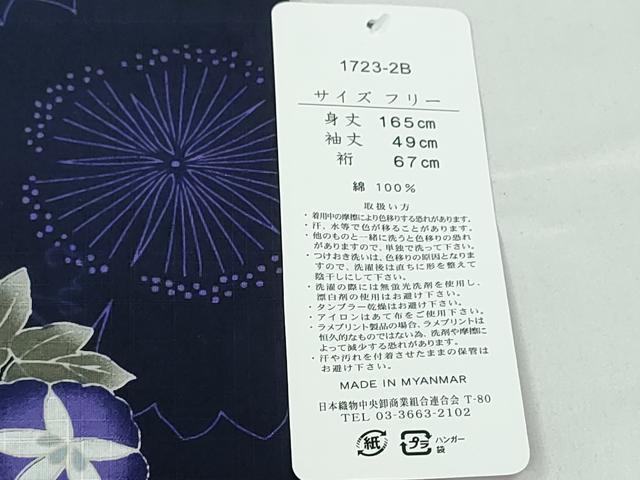 1723-2B
サイズ フリー
身丈 165cm
袖丈 49cm
裄 67cm
綿 100%
取扱い方
・着用中の摩擦により色移りする恐れがあります。
・汗、水等で色が移ることがあります。
・他のものと一緒に洗うと色移りの恐れ
がありますので、単独で洗って下さい。
・つけおき洗いは、色移りの原因となりま
すので、洗濯後は直ちに形を整えて
陰干しにして下さい。
・洗濯の際には無蛍光洗剤を使用し、
漂白剤の使用はお避け下さい。
・タンブラー乾燥はお避け下さい。
・アイロンはあて布をご使用下さい。
・ラメプリント製品の場合、ラメプリントは
恒久的なものではない為、洗剤や摩擦に
よって減少する恐れがあります。
・汗や汚れを付着させたままの保管は
お避け下さい。
MADE IN MYANMAR
日本織物中央卸商業組合連合会 T-80
TEL 03-3663-2102
紙 プラ ハンガー
袋